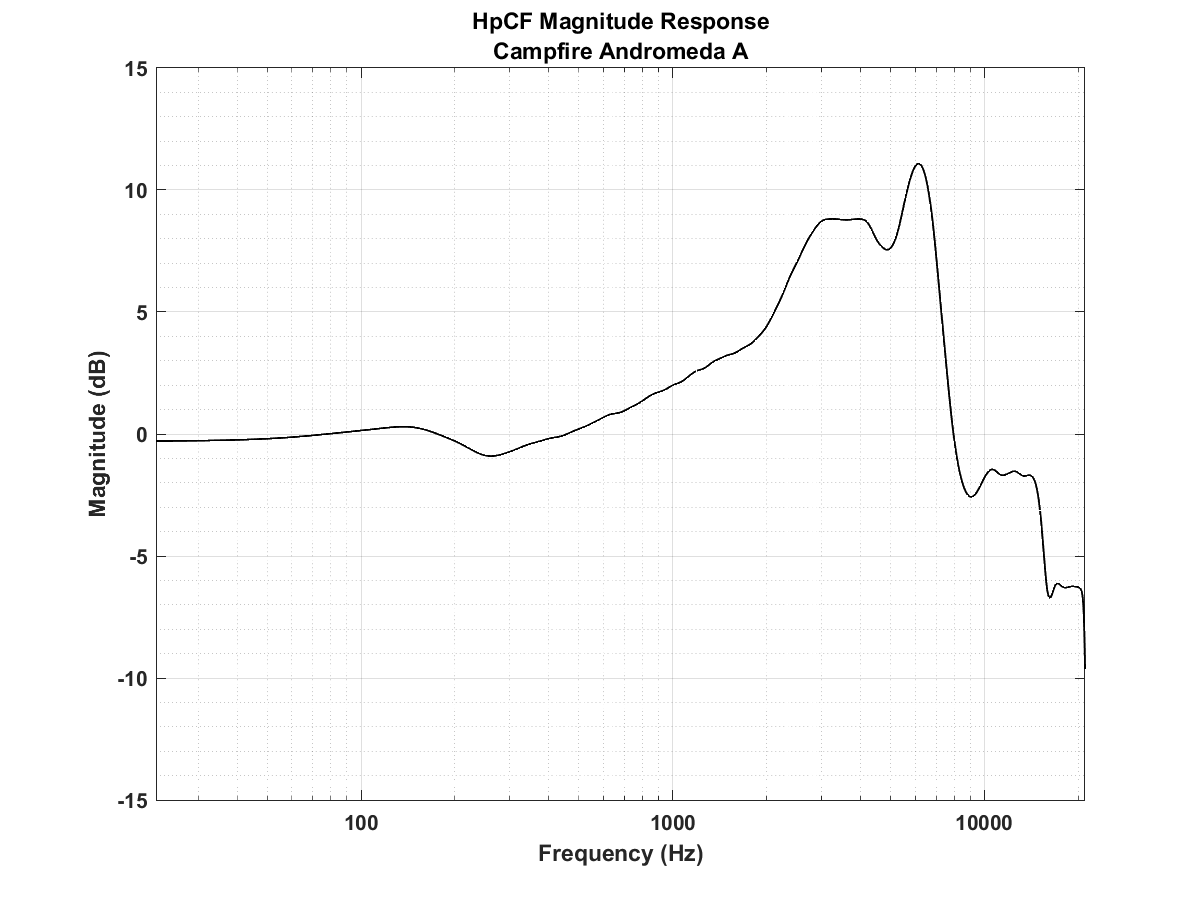 HpCF Magnitude Response
Campfire Andromeda A
15
10
5
0
-5
-10
-15
Magnitude (dB)
100
1000
10000
Frequency (Hz)